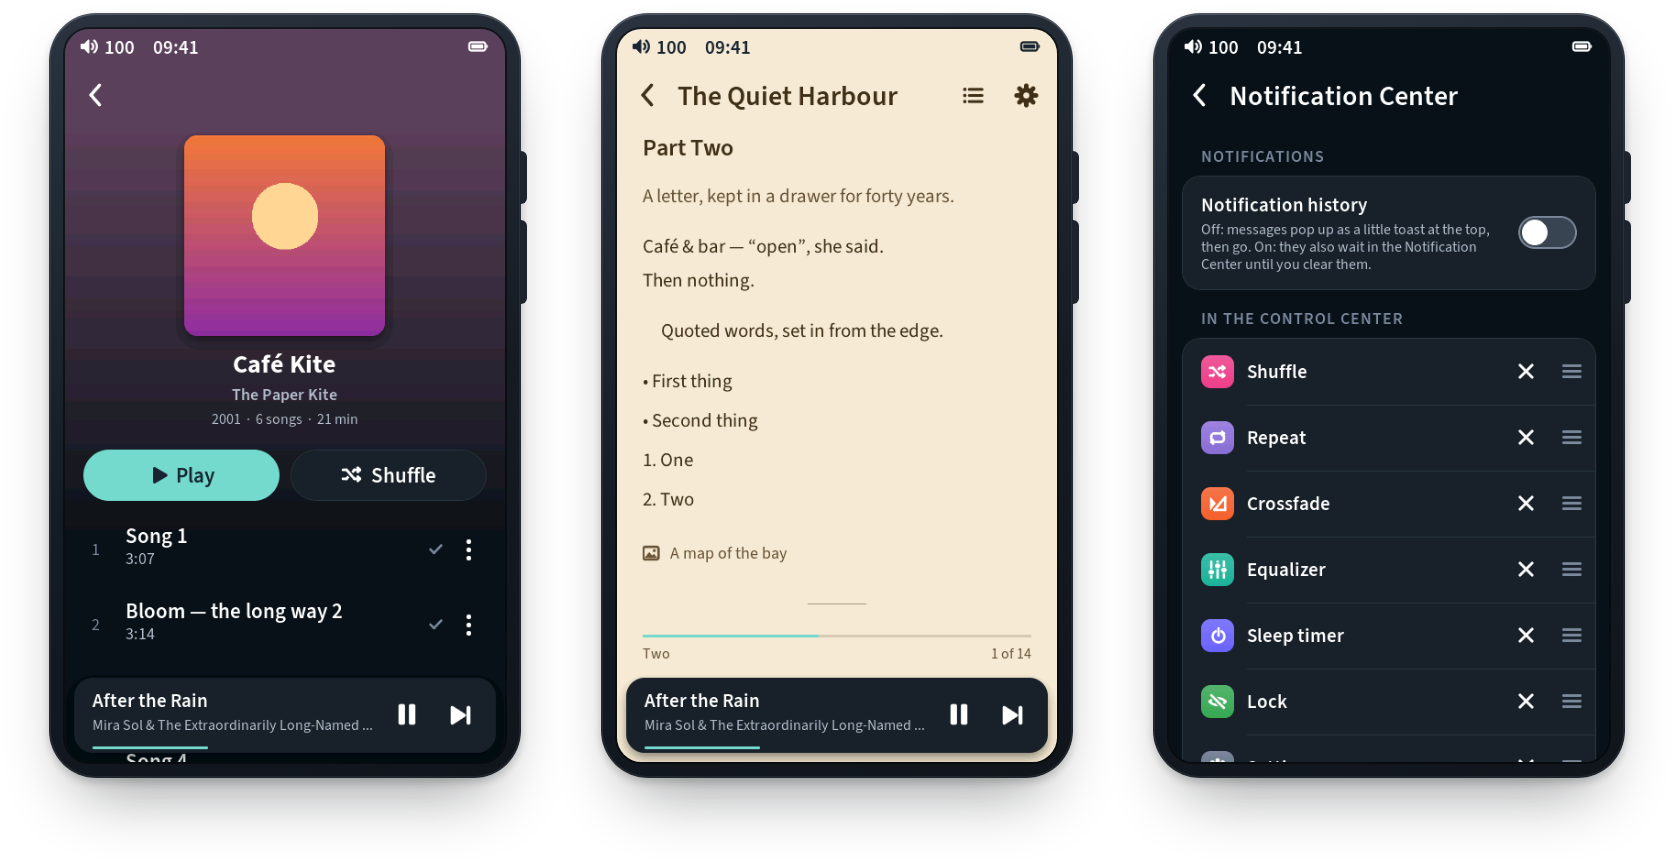 100 09:41
Café Kite
The Paper Kite
2001 · 6 songs · 21 min
Play
Shuffle
1
Song 1
3:07
2
Bloom — the long way 2
3:14
After the Rain
Mira Sol & The Extraordinarily Long-Named ...
Song 4
100 09:41
The Quiet Harbour
Part Two
A letter, kept in a drawer for forty years.
Café & bar — “open”, she said.
Then nothing.
Quoted words, set in from the edge.
• First thing
• Second thing
1. One
2. Two
A map of the bay
Two
1 of 14
After the Rain
Mira Sol & The Extraordinarily Long-Named ...
100 09:41
Notification Center
NOTIFICATIONS
Notification history
Off: messages pop up as a little toast at the top,
then go. On: they also wait in the Notification
Center until you clear them.
IN THE CONTROL CENTER
Shuffle
Repeat
Crossfade
Equalizer
Sleep timer
Lock